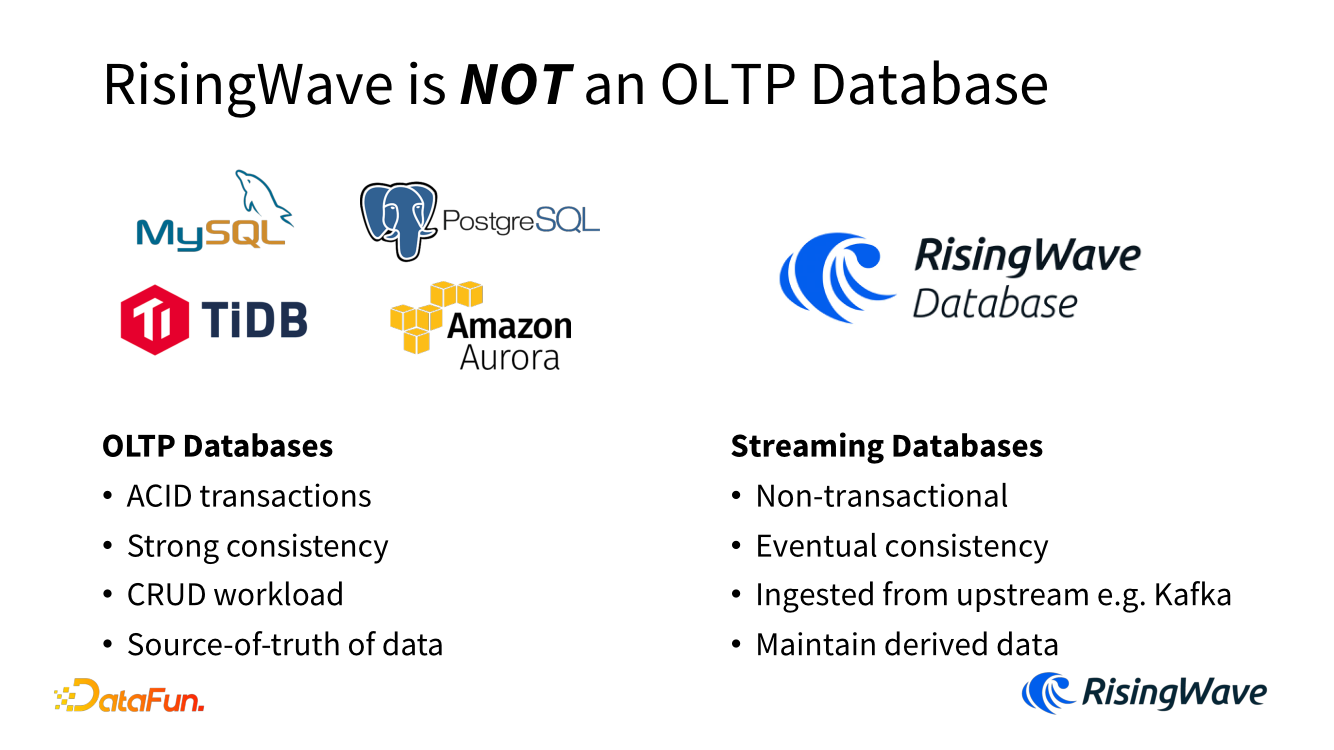 RisingWave is NOT an OLTP Database
MySQL
PostgreSQL
TiDB
Amazon
Aurora
RisingWave
Database
OLTP Databases
• ACID transactions
• Strong consistency
• CRUD workload
• Source-of-truth of data
Streaming Databases
• Non-transactional
• Eventual consistency
• Ingested from upstream e.g. Kafka
• Maintain derived data
DataFun.
RisingWave